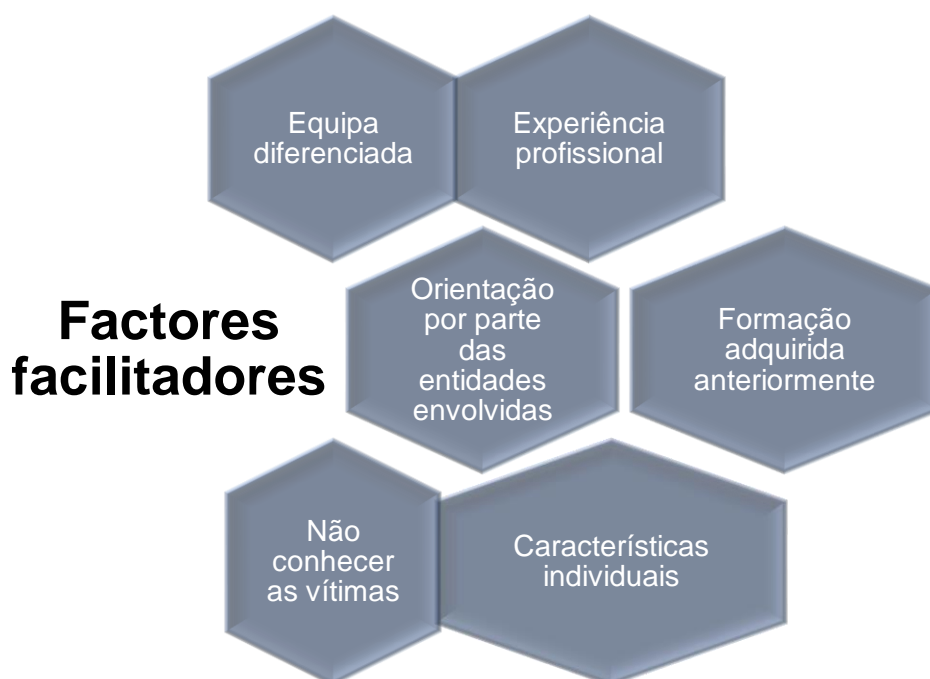 Equipa
diferenciada
Experiência
profissional
Factores
facilitadores
Orientação
por parte
das
entidades
envolvidas
Formação
adquirida
anteriormente
Não
conhecer
as vítimas
Características
individuais